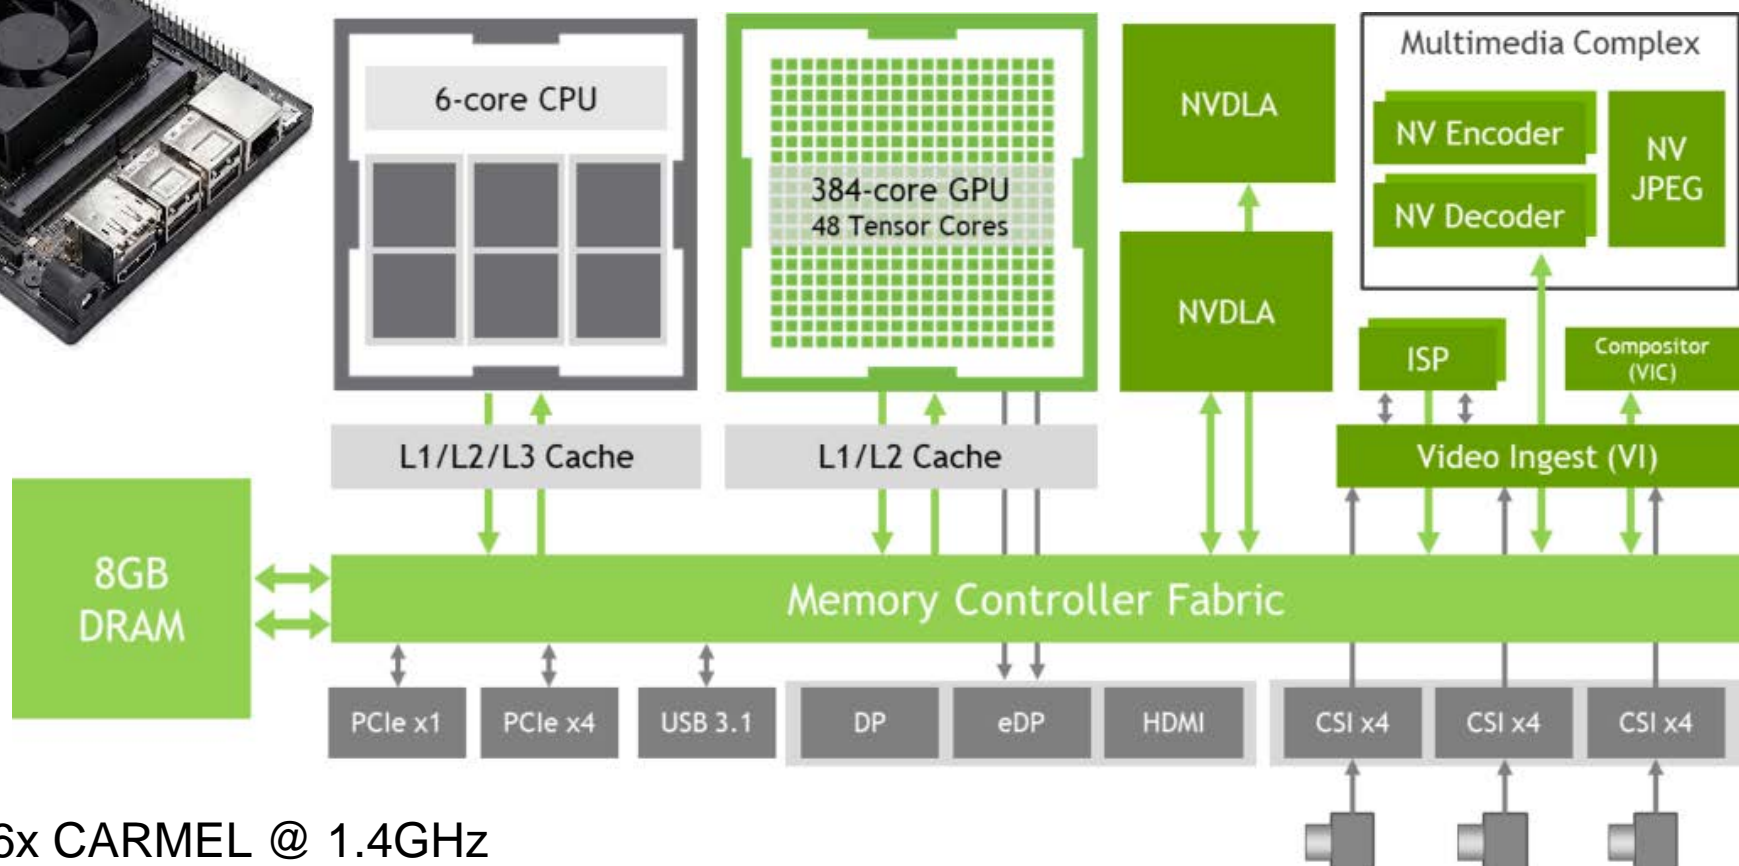 6-core CPU
384-core GPU
48 Tensor Cores
NVDLA
NVDLA
Multimedia Complex
NV Encoder
NV Decoder
NV
JPEG
ISP
Compositor
(VIC)
L1/L2/L3 Cache
L1/L2 Cache
Video Ingest (VI)
8GB
DRAM
Memory Controller Fabric
PCIe x1
PCIe x4
USB 3.1
DP
eDP
HDMI
CSI x4
CSI x4
CSI x4
6x CARMEL @ 1.4GHz